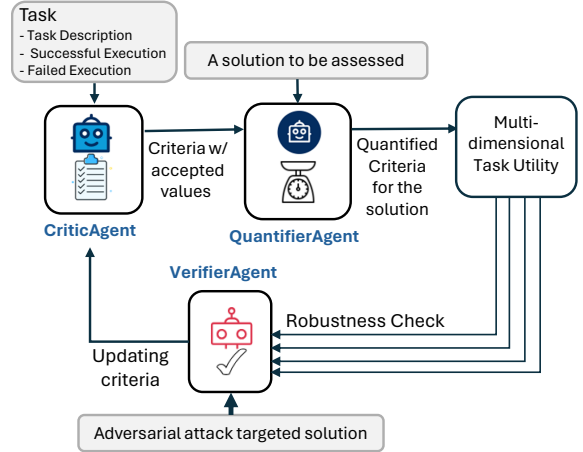 Task
- Task Description
- Successful Execution
- Failed Execution
A solution to be assessed
Criteria w/
accepted
values
Quantified
Criteria
for the
solution
Multi-
dimensional
Task Utility
CriticAgent
QuantifierAgent
VerifierAgent
Robustness Check
Updating
criteria
Adversarial attack targeted solution